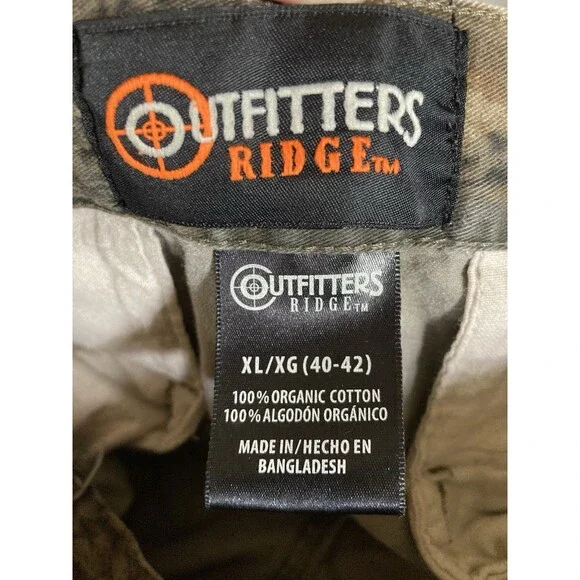 OUTFITTERS
RIDGE™
OUTFITTERS
RIDGE™
XL/XG (40-42)
100% ORGANIC COTTON
100% ALGODÓN ORGÁNICO
MADE IN/HECHO EN
BANGLADESH